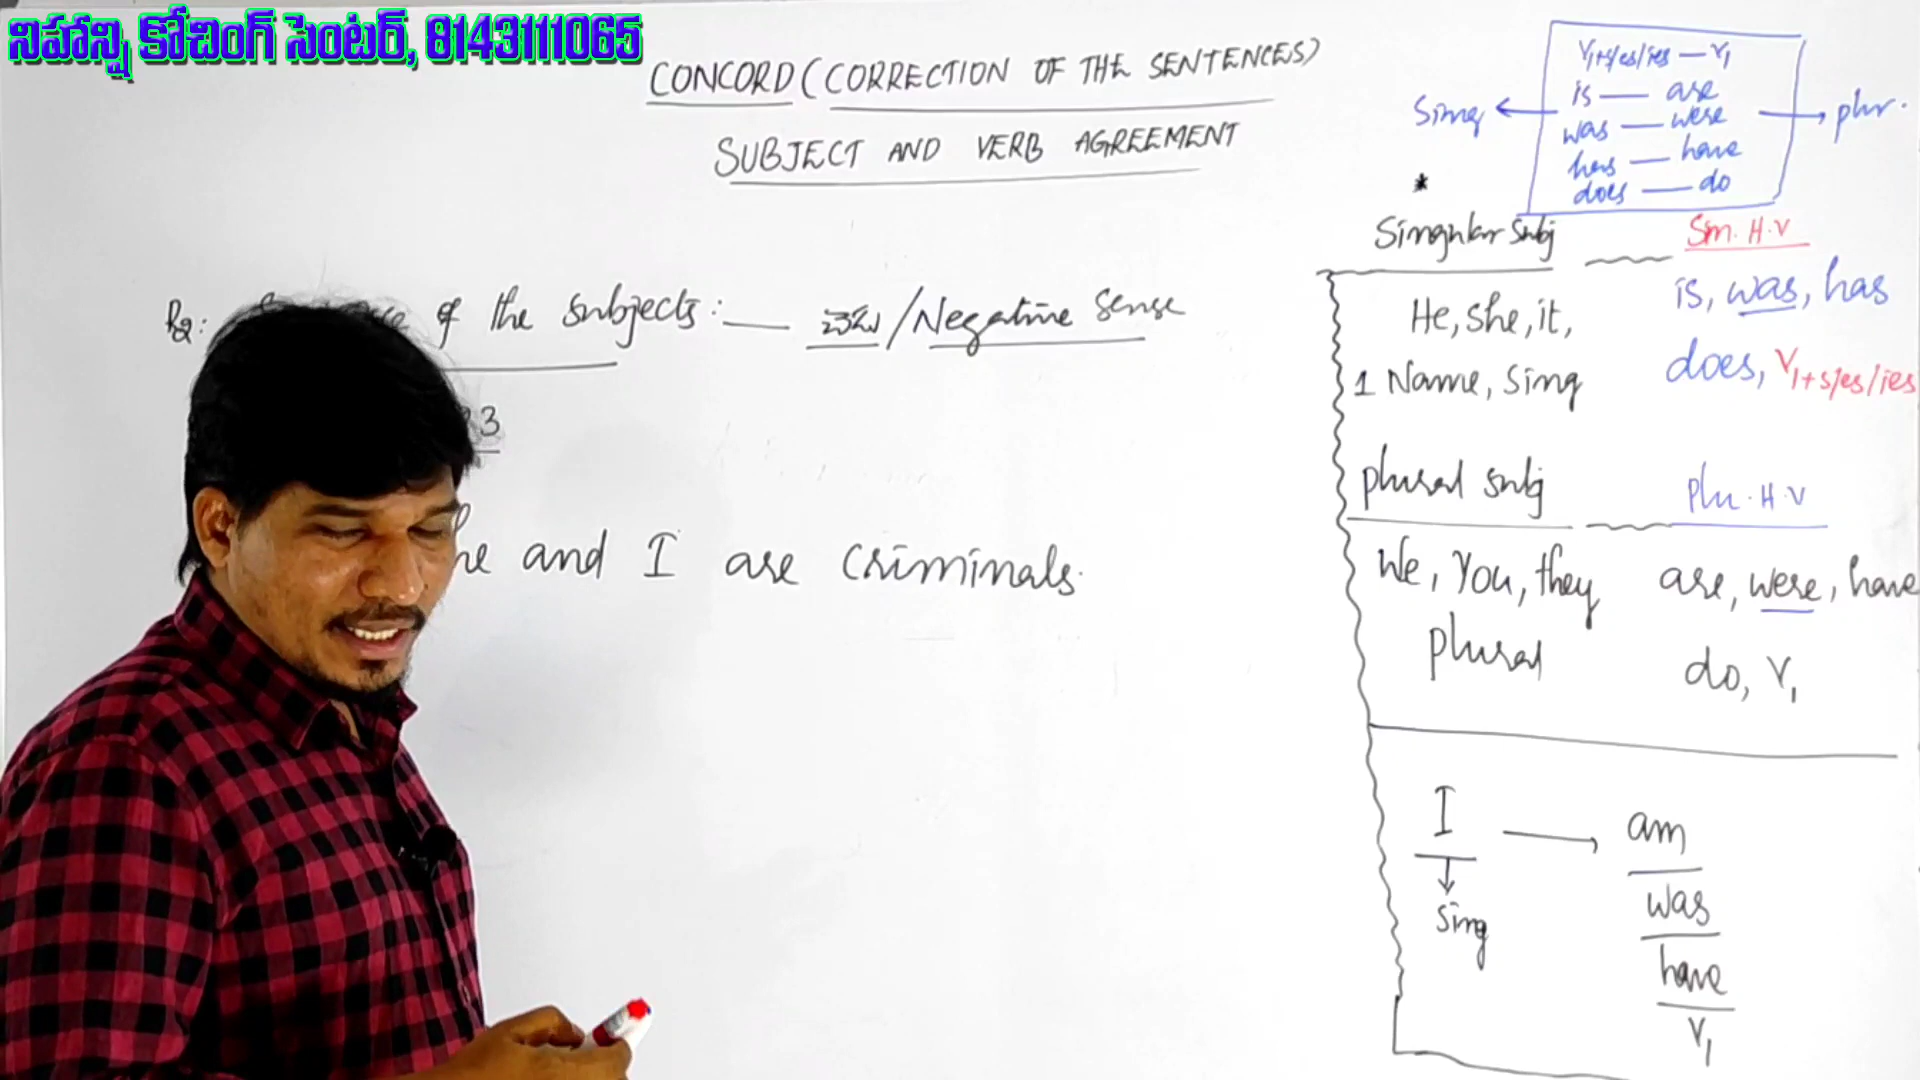 నిహాన్షి కోచింగ్ సెంటర్, 8143111065
CONCORD (CORRECTION OF THE SENTENCES)
SUBJECT AND VERB AGREEMENT
V1+s/es/ies — V1
is — are
Sing ← was — were → plur.
has — have
does — do
*
Singular Subj Sin. H.V
He, she, it, is, was, has
1 Name, Sing does, V1+s/es/ies
R2: of the subjects:— చెడు/Negative Sense
3
plural subj Plu. H.V
and I are Criminals.
We, You, they are, were, have
plural do, V1
I → am
↓ was
Sing have
V1